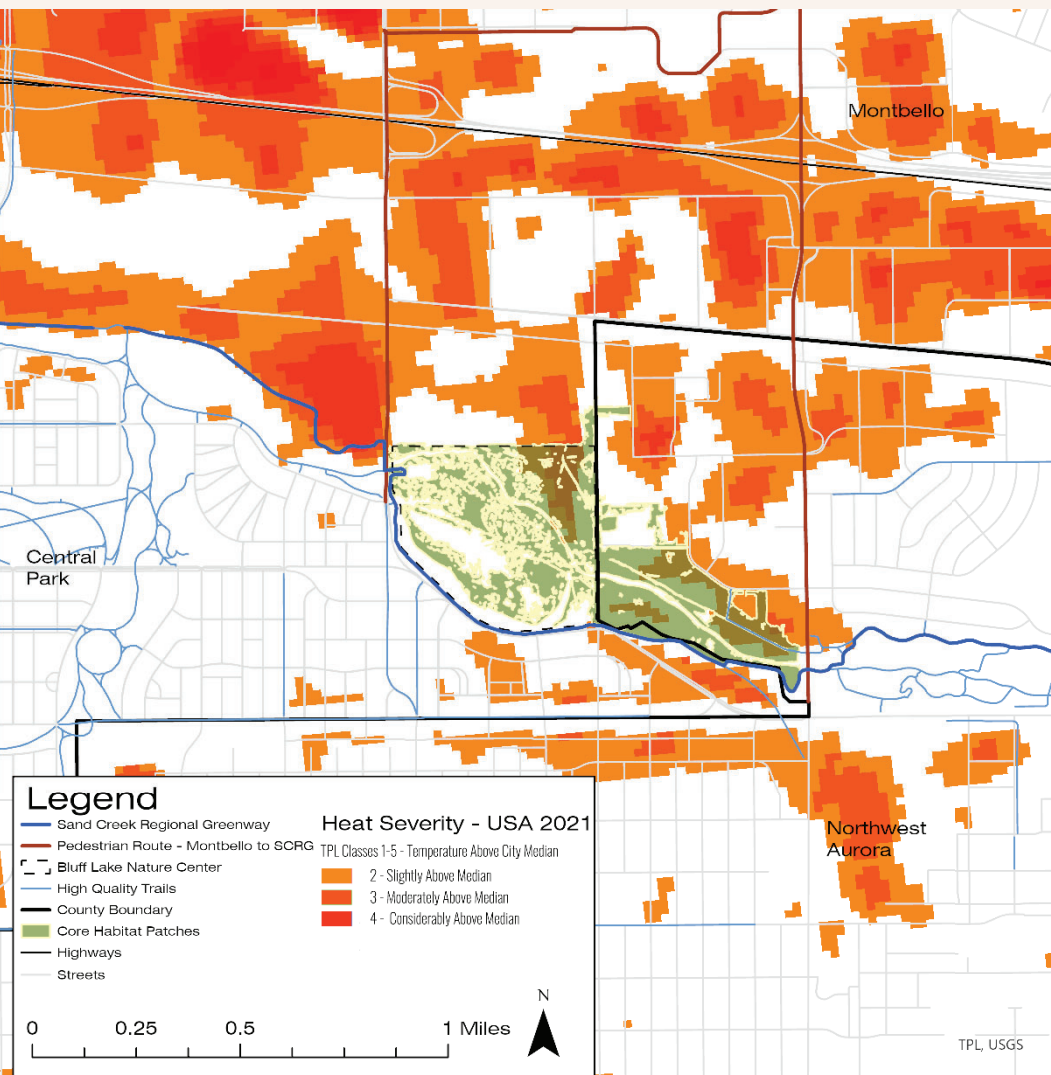 Montbello
Central
Park
Northwest
Aurora
Legend
Sand Creek Regional Greenway
Pedestrian Route - Montbello to SCRG
Bluff Lake Nature Center
High Quality Trails
County Boundary
Core Habitat Patches
Highways
Streets
Heat Severity - USA 2021
TPL Classes 1-5 - Temperature Above City Median
2 - Slightly Above Median
3 - Moderately Above Median
4 - Considerably Above Median
0 0.25 0.5 1 Miles
N
TPL, USGS